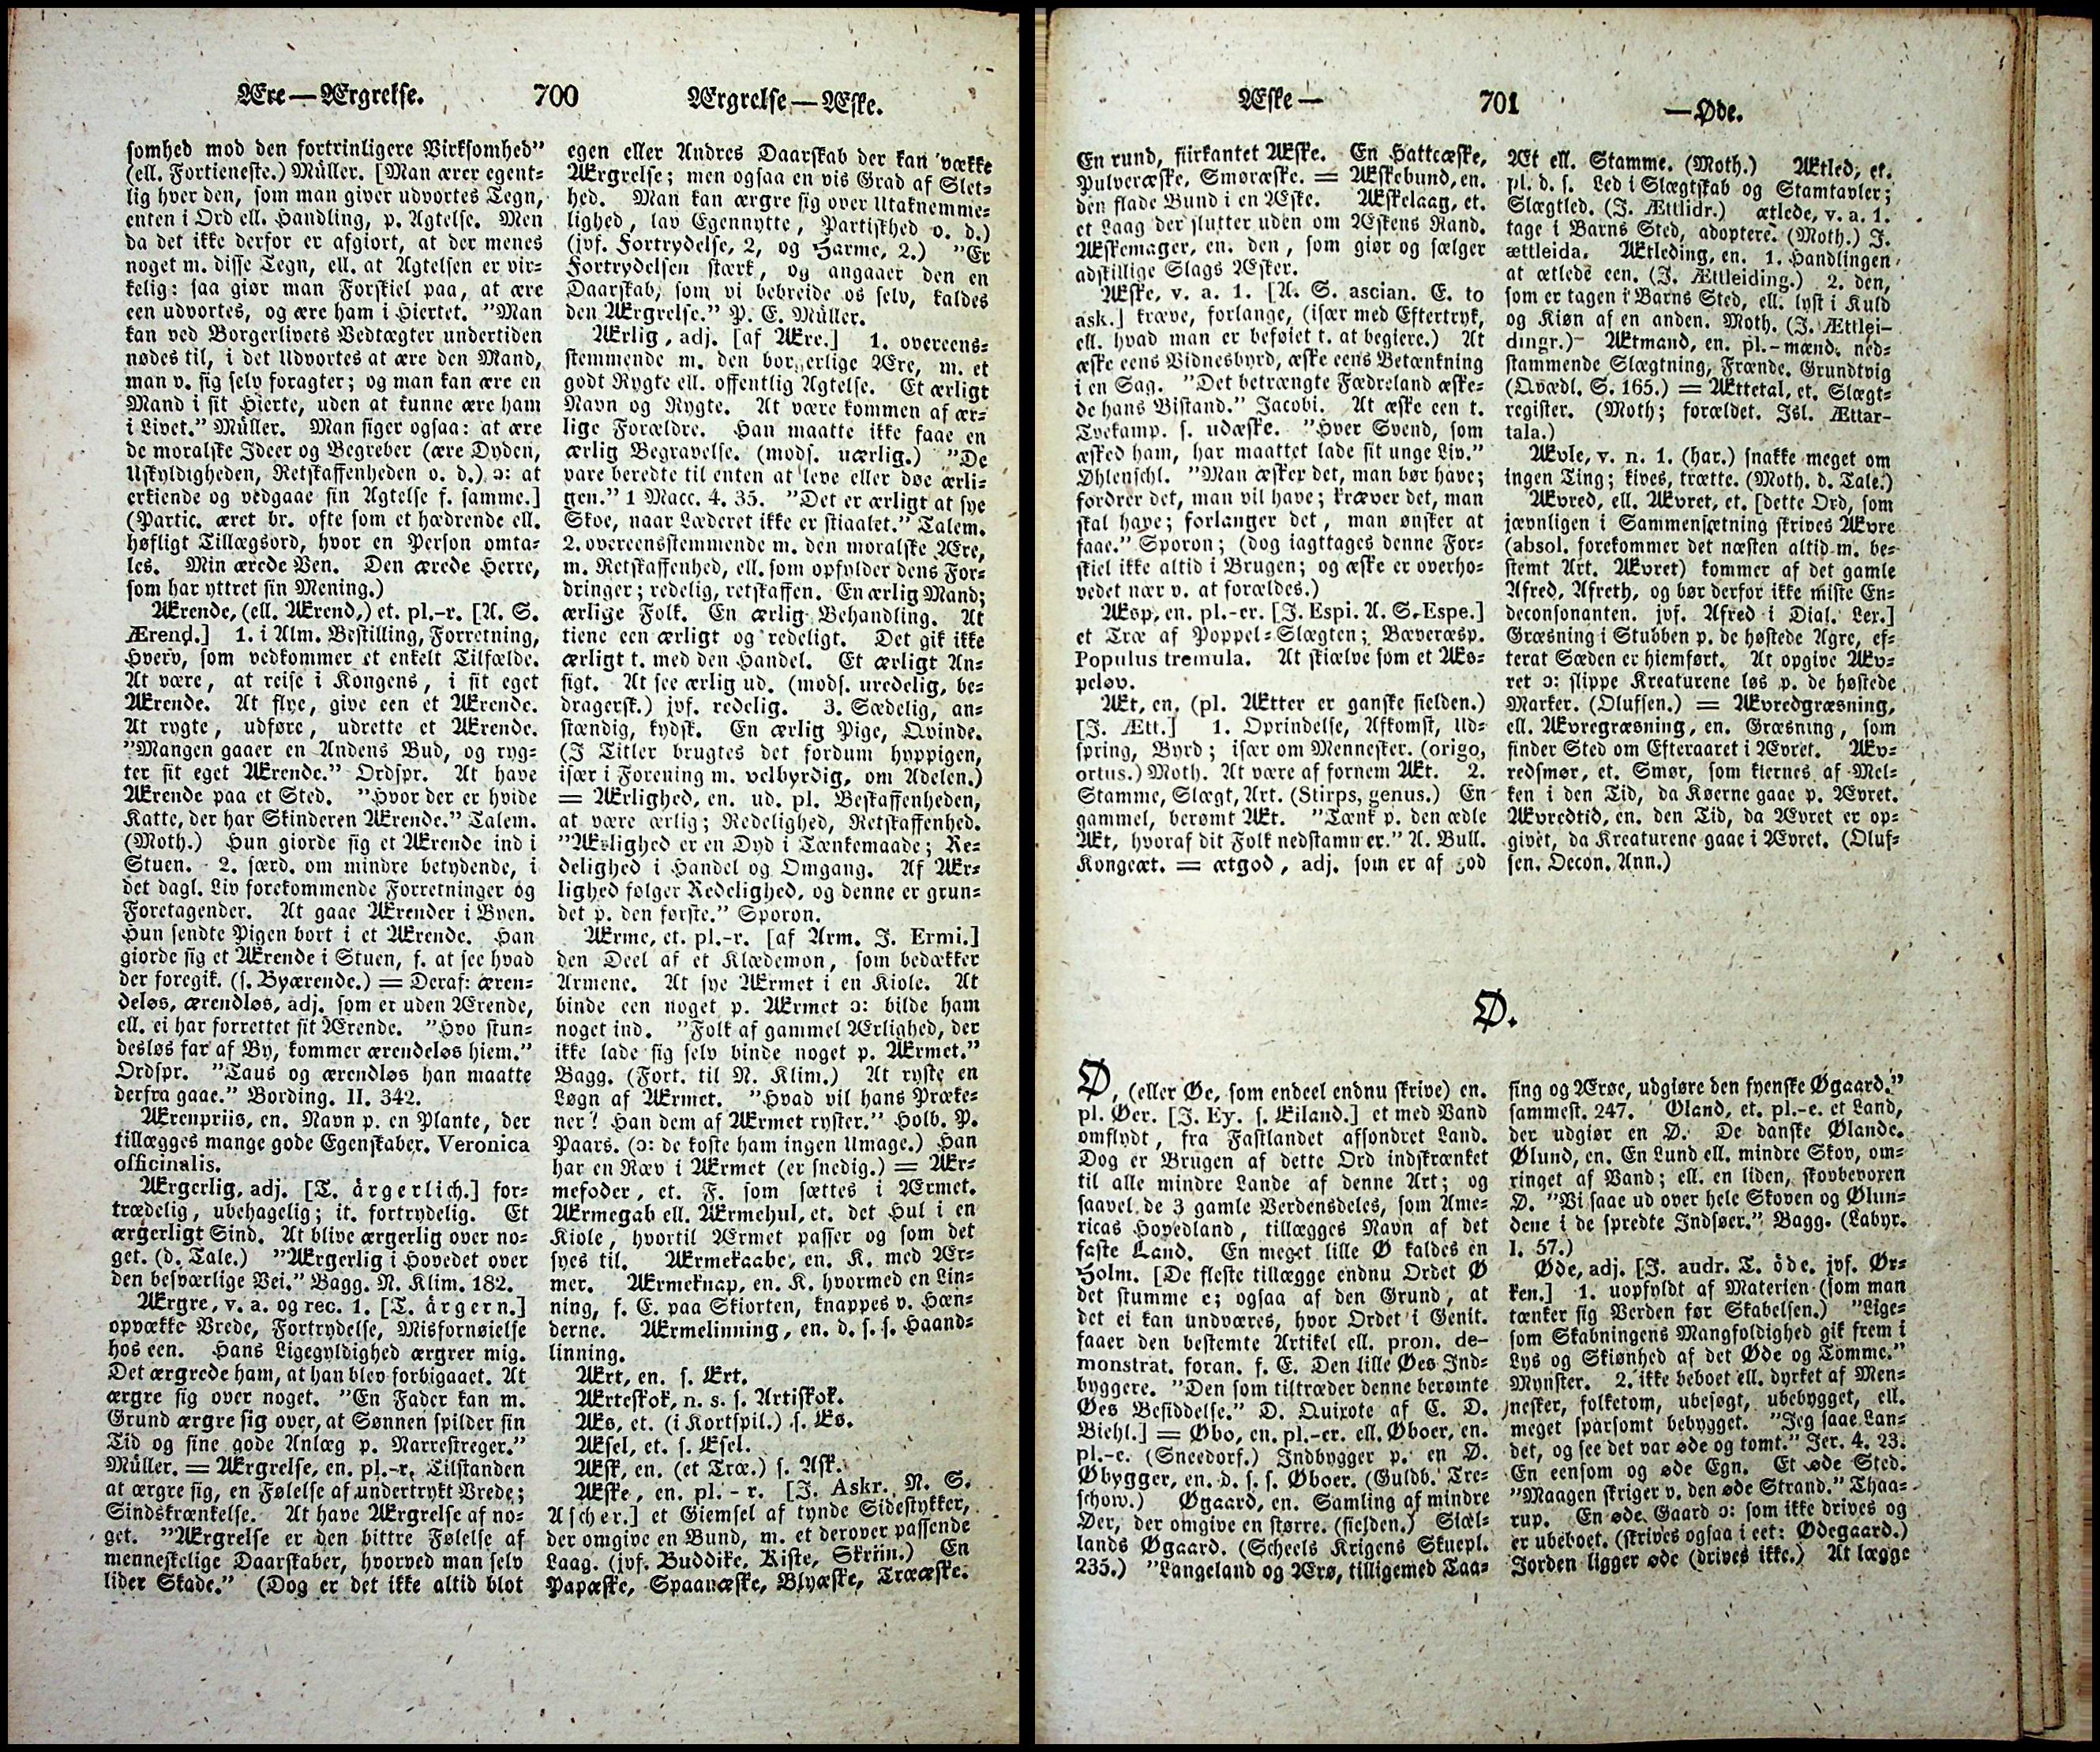 Ære — Ærgrelse.
700
Ærgrelse — Æske.
somhed mod den fortrinligere Virksomhed”
(ell. Fortieneste.) Müller. [Man ærer egent-
lig hver den, som man giver udvortes Tegn,
enten i Ord ell. Handling, p. Agtelse. Men
da det ikke derfor er afgiort, at der menes
noget m. disse Tegn, ell. at Agtelsen er vir-
kelig: saa giør man Forskiel paa, at ære
een udvortes, og ære ham i Hiertet. ”Man
kan ved Borgerlivets Vedtægter undertiden
nødes til, i det Udvortes at ære den Mand,
man v. sig selv foragter; og man kan ære en
Mand i sit Hierte, uden at kunne ære ham
i Livet.” Müller. Man siger ogsaa: at ære
de moralske Ideer og Begreber (ære Dyden,
Uskyldigheden, Retskaffenheden o. d.) ɔ: at
erkiende og vedgaae sin Agtelse f. samme.]
(Partic. æret br. ofte som et hædrende ell.
høfligt Tillægsord, hvor en Person omta-
les. Min ærede Ven. Den ærede Herre,
som har yttret sin Mening.)
Ærende, (ell. Ærend,) et. pl.-r. [A. S.
Ærend.] 1. i Alm. Bestilling, Forretning,
Hverv, som vedkommer et enkelt Tilfælde.
At være, at reise i Kongens, i sit eget
Ærende. At flye, give een et Ærende.
At rygte, udføre, udrette et Ærende.
”Mangen gaaer en Andens Bud, og ryg-
ter sit eget Ærende.” Ordspr. At have
Ærende paa et Sted. ”Hvor der er hvide
Katte, der har Skinderen Ærende.” Talem.
(Moth.) Hun giorde sig et Ærende ind i
Stuen. 2. særd. om mindre betydende, i
det dagl. Liv forekommende Forretninger og
Foretagender. At gaae Ærender i Byen.
Hun sendte Pigen bort i et Ærende. Han
giorde sig et Ærende i Stuen, f. at see hvad
der foregik. (s. Byærende.) = Deraf: æren-
deløs, ærendløs, adj. som er uden Ærende,
ell. ei har forrettet sit Ærende. ”Hvo stun-
desløs far af By, kommer ærendeløs hiem.”
Ordspr. ”Taus og ærendløs han maatte
derfra gaae.” Bording. II. 342.
Ærenpriis, en. Navn p. en Plante, der
tillægges mange gode Egenskaber. Veronica
officinalis.
Ærgerlig, adj. [T. ärgerlich.] for-
trædelig, ubehagelig; it. fortrydelig. Et
ærgerligt Sind. At blive ærgerlig over no-
get. (d. Tale.) ”Ærgerlig i Hovedet over
den besværlige Vei.” Bagg. N. Klim. 182.
Ærgre, v. a. og rec. 1. [T. ärgern.]
opvække Vrede, Fortrydelse, Misfornøielse
hos een. Hans Ligegyldighed ærgrer mig.
Det ærgrede ham, at han blev forbigaaet. At
ærgre sig over noget. ”En Fader kan m.
Grund ærgre sig over, at Sønnen spilder sin
Tid og sine gode Anlæg p. Narrestreger.”
Müller. = Ærgrelse, en. pl.-r. Tilstanden
at ærgre sig, en Følelse af undertrykt Vrede;
Sindskrænkelse. At have Ærgrelse af no-
get. ”Ærgrelse er den bittre Følelse af
menneskelige Daarskaber, hvorved man selv
lider Skade.” (Dog er det ikke altid blot
egen eller Andres Daarskab der kan vække
Ærgrelse; men ogsaa en vis Grad af Slet-
hed. Man kan ærgre sig over Utaknemme-
lighed, lav Egennytte, Partiskhed o. d.)
(jvf. Fortrydelse, 2, og Harme, 2.) ”Er
Fortrydelsen stærk, og angaaer den en
Daarskab, som vi bebreide os selv, kaldes
den Ærgrelse.” P. E. Müller.
Ærlig, adj. [af Ære.] 1. overeens-
stemmende m. den borgerlige Ære, m. et
godt Rygte ell. offentlig Agtelse. Et ærligt
Navn og Rygte. At være kommen af ær-
lige Forældre. Han maatte ikke faae en
ærlig Begravelse. (mods. uærlig.) ”De
vare beredte til enten at leve eller døe ærli-
gen.” 1 Macc. 4. 35. ”Det er ærligt at sye
Skoe, naar Læderet ikke er stiaalet.” Talem.
2. overeensstemmende m. den moralske Ære,
m. Retskaffenhed, ell. som opfylder dens For-
dringer; redelig, retskaffen. En ærlig Mand;
ærlige Folk. En ærlig Behandling. At
tiene een ærligt og redeligt. Det gik ikke
ærligt t. med den Handel. Et ærligt An-
sigt. At see ærlig ud. (mods. uredelig, be-
dragersk.) jvf. redelig. 3. Sædelig, an-
stændig, kydsk. En ærlig Pige, Qvinde.
(I Titler brugtes det fordum hyppigen,
især i Forening m. velbyrdig, om Adelen.)
= Ærlighed, en. ud. pl. Beskaffenheden,
at være ærlig; Redelighed, Retskaffenhed.
”Ærlighed er en Dyd i Tænkemaade; Re-
delighed i Handel og Omgang. Af Ær-
lighed følger Redelighed, og denne er grun-
det p. den første.” Sporon.
Ærme, et. pl.-r. [af Arm. I. Ermi.]
den Deel af et Klædemon, som bedækker
Armene. At sye Ærmet i en Kiole. At
binde een noget p. Ærmet ɔ: bilde ham
noget ind. ”Folk af gammel Ærlighed, der
ikke lade sig selv binde noget p. Ærmet.”
Bagg. (Fort. til N. Klim.) At ryste en
Løgn af Ærmet. ”Hvad vil hans Præke-
ner? Han dem af Ærmet ryster.” Holb. P.
Paars. (ɔ: de koste ham ingen Umage.) Han
har en Ræv i Ærmet (er snedig.) = Ær-
mefoder, et. F. som sættes i Ærmet.
Ærmegab ell. Ærmehul, et. det Hul i en
Kiole, hvortil Ærmet passer og som det
syes til. Ærmekaabe, en. K. med Ær-
mer. Ærmeknap, en. K. hvormed en Lin-
ning, f. E. paa Skiorten, knappes v. Hæn-
derne. Ærmelinning, en. d. s. s. Haand-
linning.
Ært, en. s. Ert.
Ærteskok, n. s. s. Artiskok.
Æs, et. (i Kortspil.) s. Es.
Æsel, et. s. Esel.
Æsk, en. (et Træ.) s. Ask.
Æske, en. pl. - r. [I. Askr. N. S.
Ascher.] et Giemsel af tynde Sidestykker,
der omgive en Bund, m. et derover passende
Laag. (jvf. Buddike, Kiste, Skriin.) En
Papæske, Spaanæske, Blyæske, Trææske.
Æske —
701
— Øde.
En rund, fiirkantet Æske. En Hatteæske,
Pulveræske, Smøræske. = Æskebund, en.
den flade Bund i en Æske. Æskelaag, et.
et Laag der slutter uden om Æskens Rand.
Æskemager, en. den, som giør og sælger
adskillige Slags Æsker.
Æske, v. a. 1. [A. S. ascian. E. to
ask.] kræve, forlange, (især med Eftertryk,
ell. hvad man er beføiet t. at begiere.) At
æske eens Vidnesbyrd, æske eens Betænkning
i en Sag. ”Det betrængte Fædreland æske-
de hans Bistand.” Jacobi. At æske een t.
Tvekamp. s. udæske. ”Hver Svend, som
æsked ham, har maattet lade sit unge Liv.”
Øhlenschl. ”Man æsker det, man bør have;
fordrer det, man vil have; kræver det, man
skal have; forlanger det, man ønsker at
faae.” Sporon; (dog iagttages denne For-
skiel ikke altid i Brugen; og æske er overho-
vedet nær v. at forældes.)
Æsp, en. pl.-er. [I. Espi. A. S. Espe.]
et Træ af Poppel-Slægten; Bæveræsp.
Populus tremula. At skiælve som et Æs-
peløv.
Æt, en. (pl. Ætter er ganske sielden.)
[I. Ætt.] 1. Oprindelse, Afkomst, Ud-
spring, Byrd; især om Mennesker. (origo,
ortus.) Moth. At være af fornem Æt. 2.
Stamme, Slægt, Art. (Stirps, genus.) En
gammel, berømt Æt. ”Tænk p. den ædle
Æt, hvoraf dit Folk nedstammer.” A. Bull.
Kongeæt. = ætgod, adj. som er af god
Æt ell. Stamme. (Moth.) Ætled, et.
pl. d. s. Led i Slægtskab og Stamtavler;
Slægtled. (I. Ættlidr.) ætlede, v. a. 1.
tage i Barns Sted, adoptere. (Moth.) I.
ættleida. Ætleding, en. 1. Handlingen
at ætlede een. (I. Ættleiding.) 2. den,
som er tagen i Barns Sted, ell. lyst i Kuld
og Kiøn af en anden. Moth. (I. Ættlei-
dingr.) Ætmand, en. pl.-mænd. ned-
stammende Slægtning, Frænde. Grundtvig
(Qvædl. S. 165.) = Ættetal, et. Slægt-
register. (Moth; forældet. Isl. Ættar-
tala.)
Ævle, v. n. 1. (har.) snakke meget om
ingen Ting; kives, trætte. (Moth. d. Tale.)
Ævred, ell. Ævret, et. [dette Ord, som
jævnligen i Sammensætning skrives Ævre
(absol. forekommer det næsten altid m. be-
stemt Art. Ævret) kommer af det gamle
Afred, Afreth, og bør derfor ikke miste En-
deconsonanten. jvf. Afred i Dial. Lex.]
Græsning i Stubben p. de høstede Agre, ef-
terat Sæden er hiemført. At opgive Æv-
ret ɔ: slippe Kreaturene løs p. de høstede
Marker. (Olufsen.) = Ævredgræsning,
ell. Ævregræsning, en. Græsning, som
finder Sted om Efteraaret i Ævret. Æv-
redsmør, et. Smør, som kiernes af Mel-
ken i den Tid, da Køerne gaae p. Ævret.
Ævredtid, en. den Tid, da Ævret er op-
givet, da Kreaturene gaae i Ævret. (Oluf-
sen. Oecon. Ann.)
Ø.
Ø, (eller Øe, som endeel endnu skrive) en.
pl. Øer. [I. Ey. s. Eiland.] et med Vand
omflydt, fra Fastlandet afsondret Land.
Dog er Brugen af dette Ord indskrænket
til alle mindre Lande af denne Art; og
saavel de 3 gamle Verdensdeles, som Ame-
ricas Hovedland, tillægges Navn af det
faste Land. En meget lille Ø kaldes en
Holm. [De fleste tillægge endnu Ordet Ø
det stumme e; ogsaa af den Grund, at
det ei kan undværes, hvor Ordet i Genit.
faaer den bestemte Artikel ell. pron. de-
monstrat. foran. f. E. Den lille Øes Ind-
byggere. ”Den som tiltræder denne berømte
Øes Besiddelse.” D. Quixote af C. D.
Biehl.] = Øbo, en. pl.-er. ell. Øboer, en.
pl.-e. (Sneedorf.) Indbygger p. en Ø.
Øbygger, en. d. s. s. Øboer. (Guldb. Tre-
schow.) Øgaard, en. Samling af mindre
Øer, der omgive en større. (sielden.) Siæl-
lands Øgaard. (Scheels Krigens Skuepl.
235.) ”Langeland og Ærø, tilligemed Taa-
sing og Ærøe, udgiøre den fyenske Øgaard.”
sammest. 247. Øland, et. pl.-e. et Land,
der udgiør en Ø. De danske Ølande.
Ølund, en. En Lund ell. mindre Skov, om-
ringet af Vand; ell. en liden, skovbevoxen
Ø. ”Vi saae ud over hele Skoven og Ølun-
dene i de spredte Indsøer.” Bagg. (Labyr.
I. 57.)
Øde, adj. [I. audr. T. öde. jvf. Ør-
ken.] 1. uopfyldt af Materien (som man
tænker sig Verden før Skabelsen.) ”Lige-
som Skabningens Mangfoldighed gik frem i
Lys og Skiønhed af det Øde og Tomme.”
Mynster. 2. ikke beboet ell. dyrket af Men-
nesker, folketom, ubesøgt, ubebygget, ell.
meget sparsomt bebygget. ”Jeg saae Lan-
det, og see det var øde og tomt.” Jer. 4. 23.
En eensom og øde Egn. Et øde Sted.
”Maagen skriger v. den øde Strand.” Thaa-
rup. En øde Gaard ɔ: som ikke drives og
er ubeboet. (skrives ogsaa i eet: Ødegaard.)
Jorden ligger øde (drives ikke.) At lægge